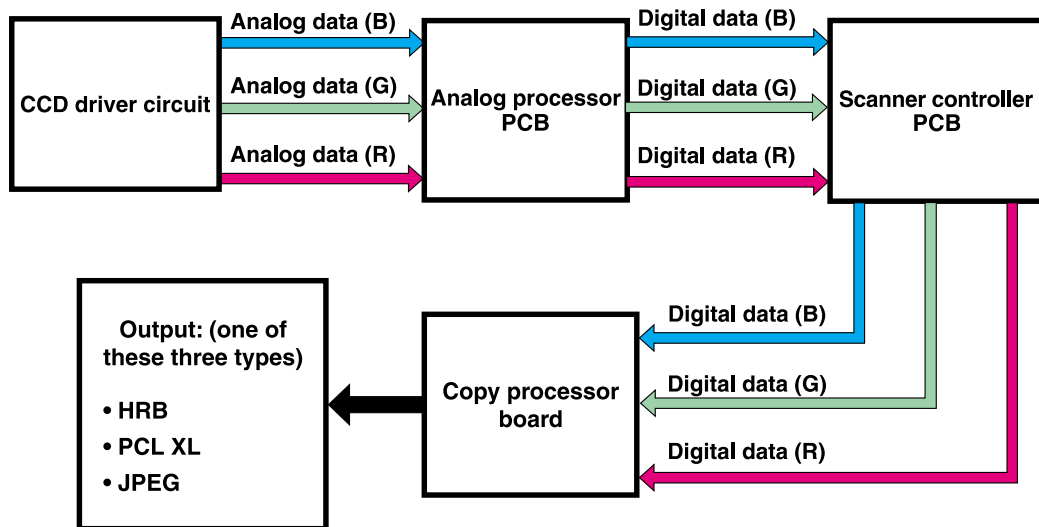 CCD driver circuit
Analog data (B)
Analog data (G)
Analog data (R)
Analog processor
PCB
Digital data (B)
Digital data (G)
Digital data (R)
Scanner controller
PCB
Digital data (B)
Digital data (G)
Digital data (R)
Copy processor
board
Output: (one of
these three types)
• HRB
• PCL XL
• JPEG